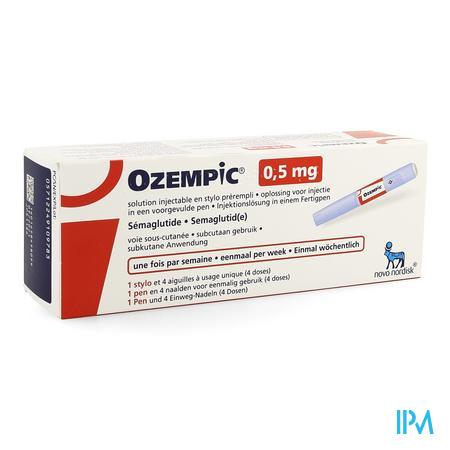 OZEMPIC® 0,5 mg
solution injectable en stylo prérempli • oplossing voor injectie
in een voorgevulde pen • Injektionslösung in einem Fertigpen
Sémaglutide • Semaglutid(e)
voie sous-cutanée • subcutaan gebruik •
subkutane Anwendung
une fois par semaine • eenmaal per week • Einmal wöchentlich
1 stylo et 4 aiguilles à usage unique (4 doses)
1 pen en 4 naalden voor eenmalig gebruik (4 doses)
1 Pen und 4 Einweg-Nadeln (4 Dosen)
OZEMPIC
novo nordisk®
IPM